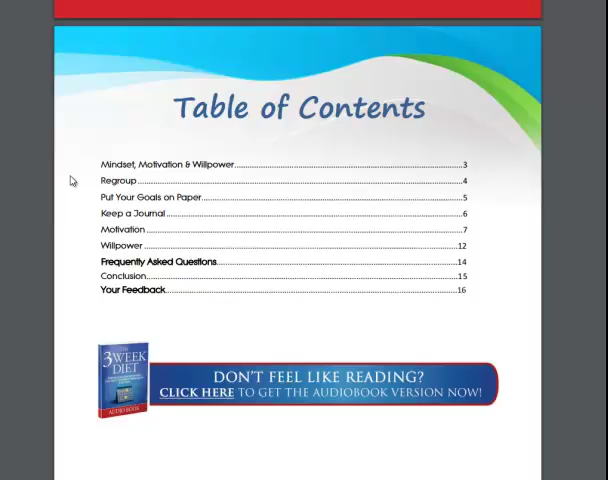 Table of Contents
Mindset, Motivation & Willpower 3
Regroup 4
Put Your Goals on Paper 5
Keep a Journal 6
Motivation 7
Willpower 12
Frequently Asked Questions 14
Conclusion 15
Your Feedback 16
3 WEEK
DIET
AUDIO BOOK
DON'T FEEL LIKE READING?
CLICK HERE TO GET THE AUDIOBOOK VERSION NOW!